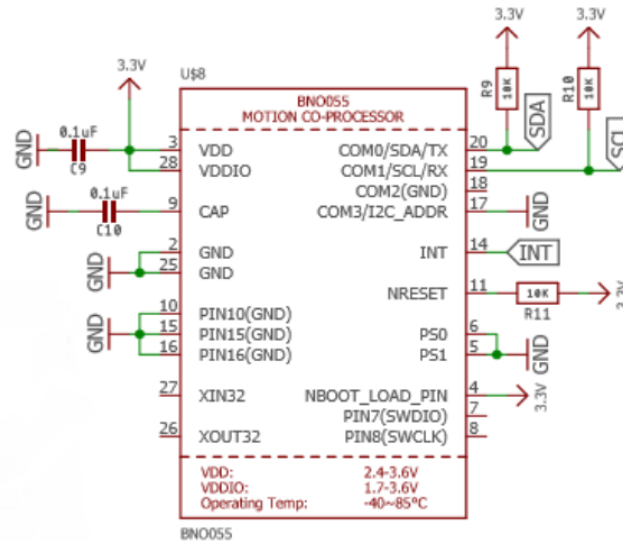 3.3V
3.3V
3.3V
U$8
BNO055
MOTION CO-PROCESSOR
R9
10K
R10
10K
SDA
SCL
GND
0.1uF
C9
3
VDD
COM0/SDA/TX
20
28
VDDIO
COM1/SCL/RX
19
COM2(GND)
18
GND
0.1uF
C10
9
CAP
COM3/I2C_ADDR
17
GND
2
GND
INT
14
INT
GND
25
GND
NRESET
11
10K
R11
3.3V
10
PIN10(GND)
GND
15
PIN15(GND)
PS0
6
16
PIN16(GND)
PS1
5
GND
27
XIN32
NBOOT_LOAD_PIN
4
3.3V
PIN7(SWDIO)
7
26
XOUT32
PIN8(SWCLK)
8
VDD: 2.4-3.6V
VDDIO: 1.7-3.6V
Operating Temp: -40~85°C
BNO055